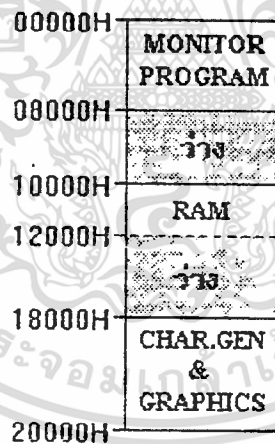 00000H
MONITOR
PROGRAM
08000H
ว่าง
10000H
RAM
12000H
ว่าง
18000H
CHAR.GEN
&
GRAPHICS
20000H